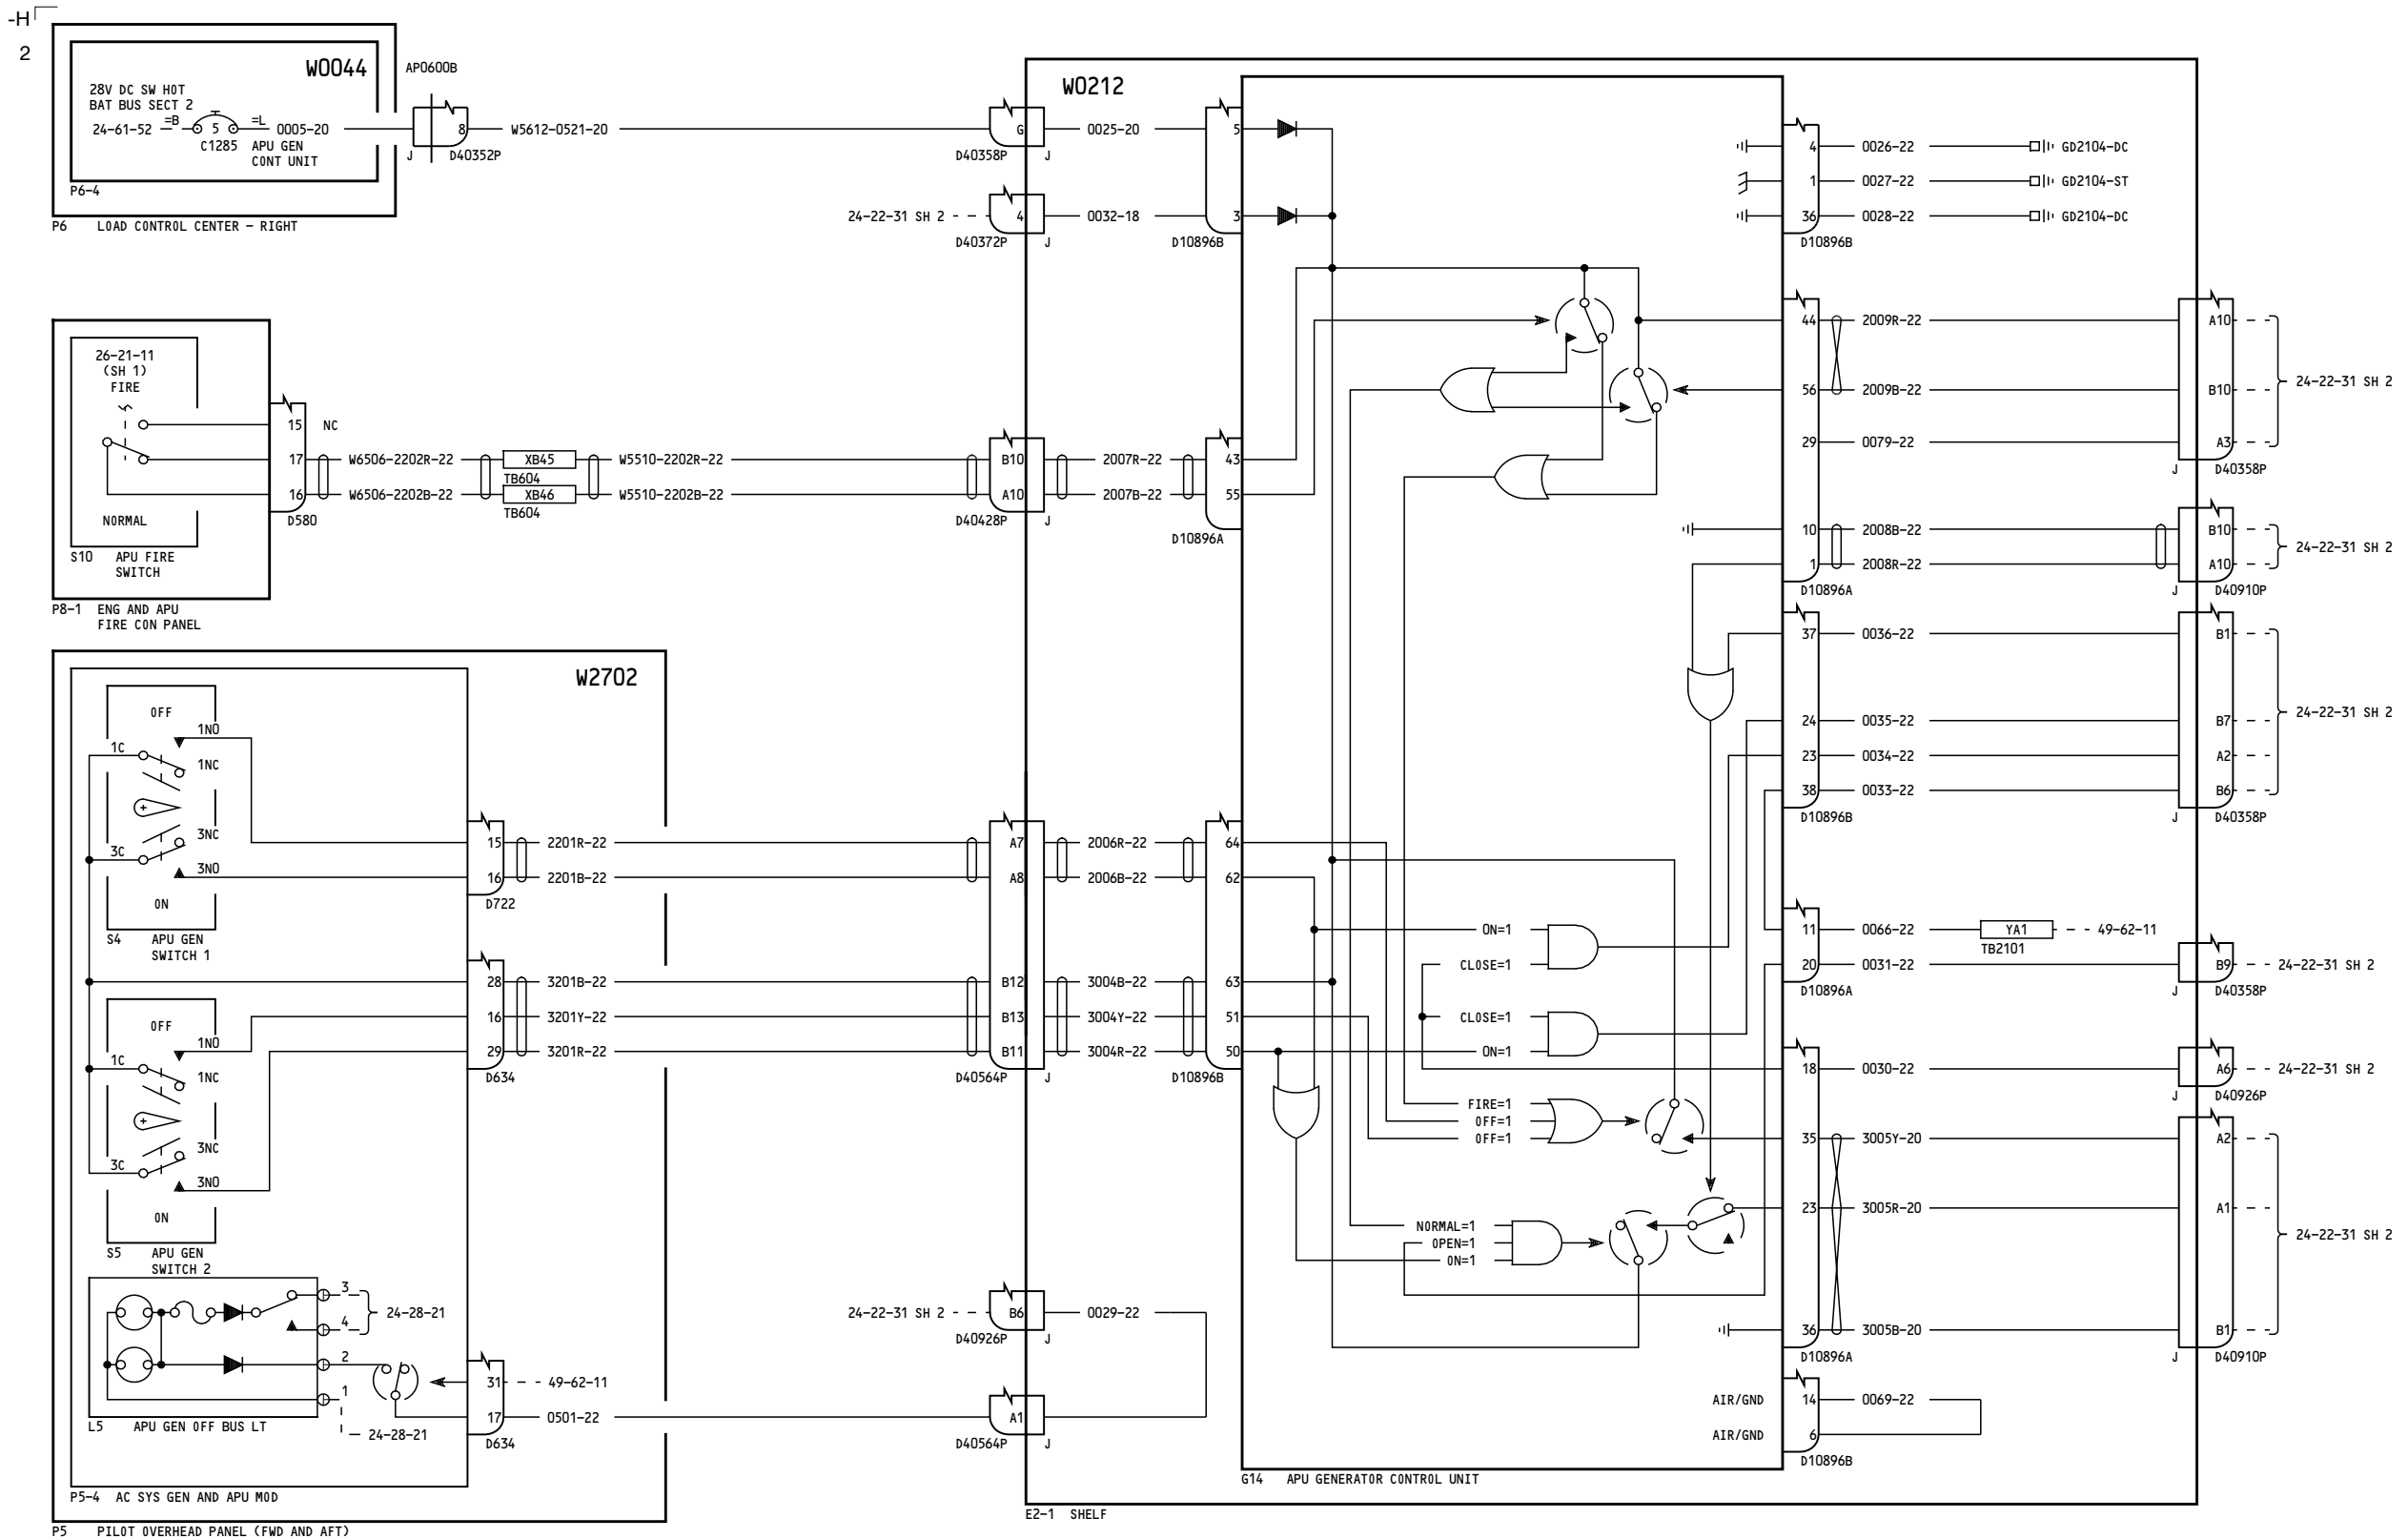 -H
2
W0044
28V DC SW HOT
BAT BUS SECT 2
24-61-52 =B 5 =L 0005-20
C1285 APU GEN
CONT UNIT
P6-4
P6 LOAD CONTROL CENTER - RIGHT
AP0600B
8
J D40352P
W5612-0521-20
G
D40358P J
24-22-31 SH 2
4
D40372P J
W0212
0025-20
5
0032-18
3
D10896B
4 0026-22 GD2104-DC
1 0027-22 GD2104-ST
36 0028-22 GD2104-DC
D10896B
26-21-11
(SH 1)
FIRE
NORMAL
S10 APU FIRE
SWITCH
P8-1 ENG AND APU
FIRE CON PANEL
15 NC
17 W6506-2202R-22 XB45 W5510-2202R-22 B10 2007R-22 43
TB604
16 W6506-2202B-22 XB46 W5510-2202B-22 A10 2007B-22 55
TB604
D580
D40428P J
D10896A
44 2009R-22 A10
56 2009B-22 B10
24-22-31 SH 2
29 0079-22 A3
J D40358P
10 2008B-22 B10
24-22-31 SH 2
1 2008R-22 A10
D10896A
J D40910P
37 0036-22 B1
24-22-31 SH 2
24 0035-22 B7
23 0034-22 A2
38 0033-22 B6
D10896B
J D40358P
W2702
OFF
1NO
1C
1NC
3NC
3C
3NO
ON
S4 APU GEN
SWITCH 1
15 2201R-22 A7 2006R-22 64
16 2201B-22 A8 2006B-22 62
D722
28 3201B-22 B12 3004B-22 63
16 3201Y-22 B13 3004Y-22 51
29 3201R-22 B11 3004R-22 50
D634
D40564P J
D10896B
OFF
1NO
1C
1NC
3NC
3C
3NO
ON
S5 APU GEN
SWITCH 2
ON=1
CLOSE=1
CLOSE=1
ON=1
FIRE=1
OFF=1
OFF=1
NORMAL=1
OPEN=1
ON=1
11 0066-22 YA1 49-62-11
TB2101
20 0031-22 B9 24-22-31 SH 2
D10896A
J D40358P
18 0030-22 A6 24-22-31 SH 2
J D40926P
35 3005Y-20 A2
23 3005R-20 A1
24-22-31 SH 2
36 3005B-20 B1
D10896A
J D40910P
3
24-28-21
4
2
1
24-28-21
L5 APU GEN OFF BUS LT
31 49-62-11
17 0501-22
D634
24-22-31 SH 2 B6 0029-22
D40926P J
A1
D40564P J
AIR/GND 14 0069-22
AIR/GND 6
D10896B
G14 APU GENERATOR CONTROL UNIT
P5-4 AC SYS GEN AND APU MOD
E2-1 SHELF
P5 PILOT OVERHEAD PANEL (FWD AND AFT)